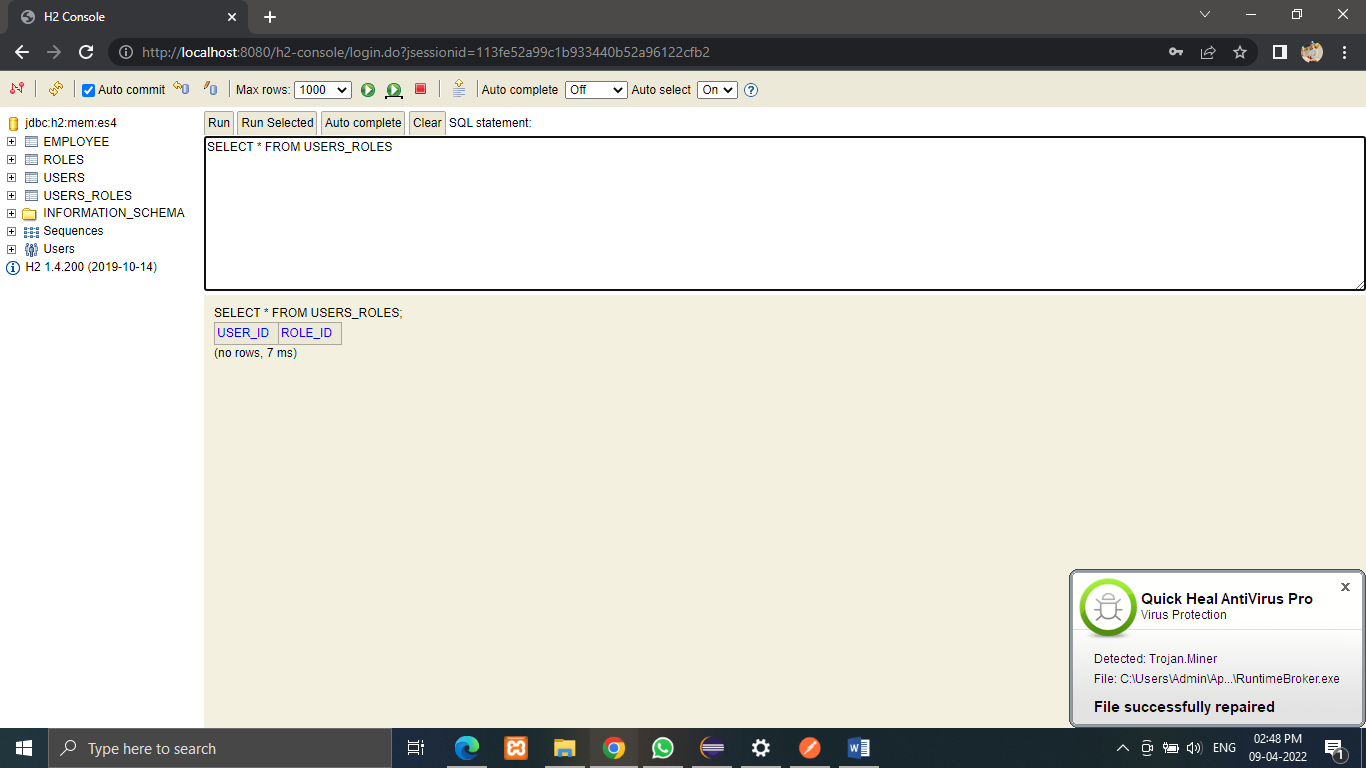 H2 Console
http://localhost:8080/h2-console/login.do?jsessionid=113fe52a99c1b933440b52a96122cfb2
Auto commit
Max rows: 1000
Auto complete Off
Auto select On
jdbc:h2:mem:es4
EMPLOYEE
ROLES
USERS
USERS_ROLES
INFORMATION_SCHEMA
Sequences
Users
H2 1.4.200 (2019-10-14)
Run Run Selected Auto complete Clear SQL statement:
SELECT * FROM USERS_ROLES
SELECT * FROM USERS_ROLES;
USER_ID ROLE_ID
(no rows, 7 ms)
Quick Heal AntiVirus Pro
Virus Protection
Detected: Trojan.Miner
File: C:\Users\Admin\Ap...\RuntimeBroker.exe
File successfully repaired
Type here to search
ENG
02:48 PM
09-04-2022
1